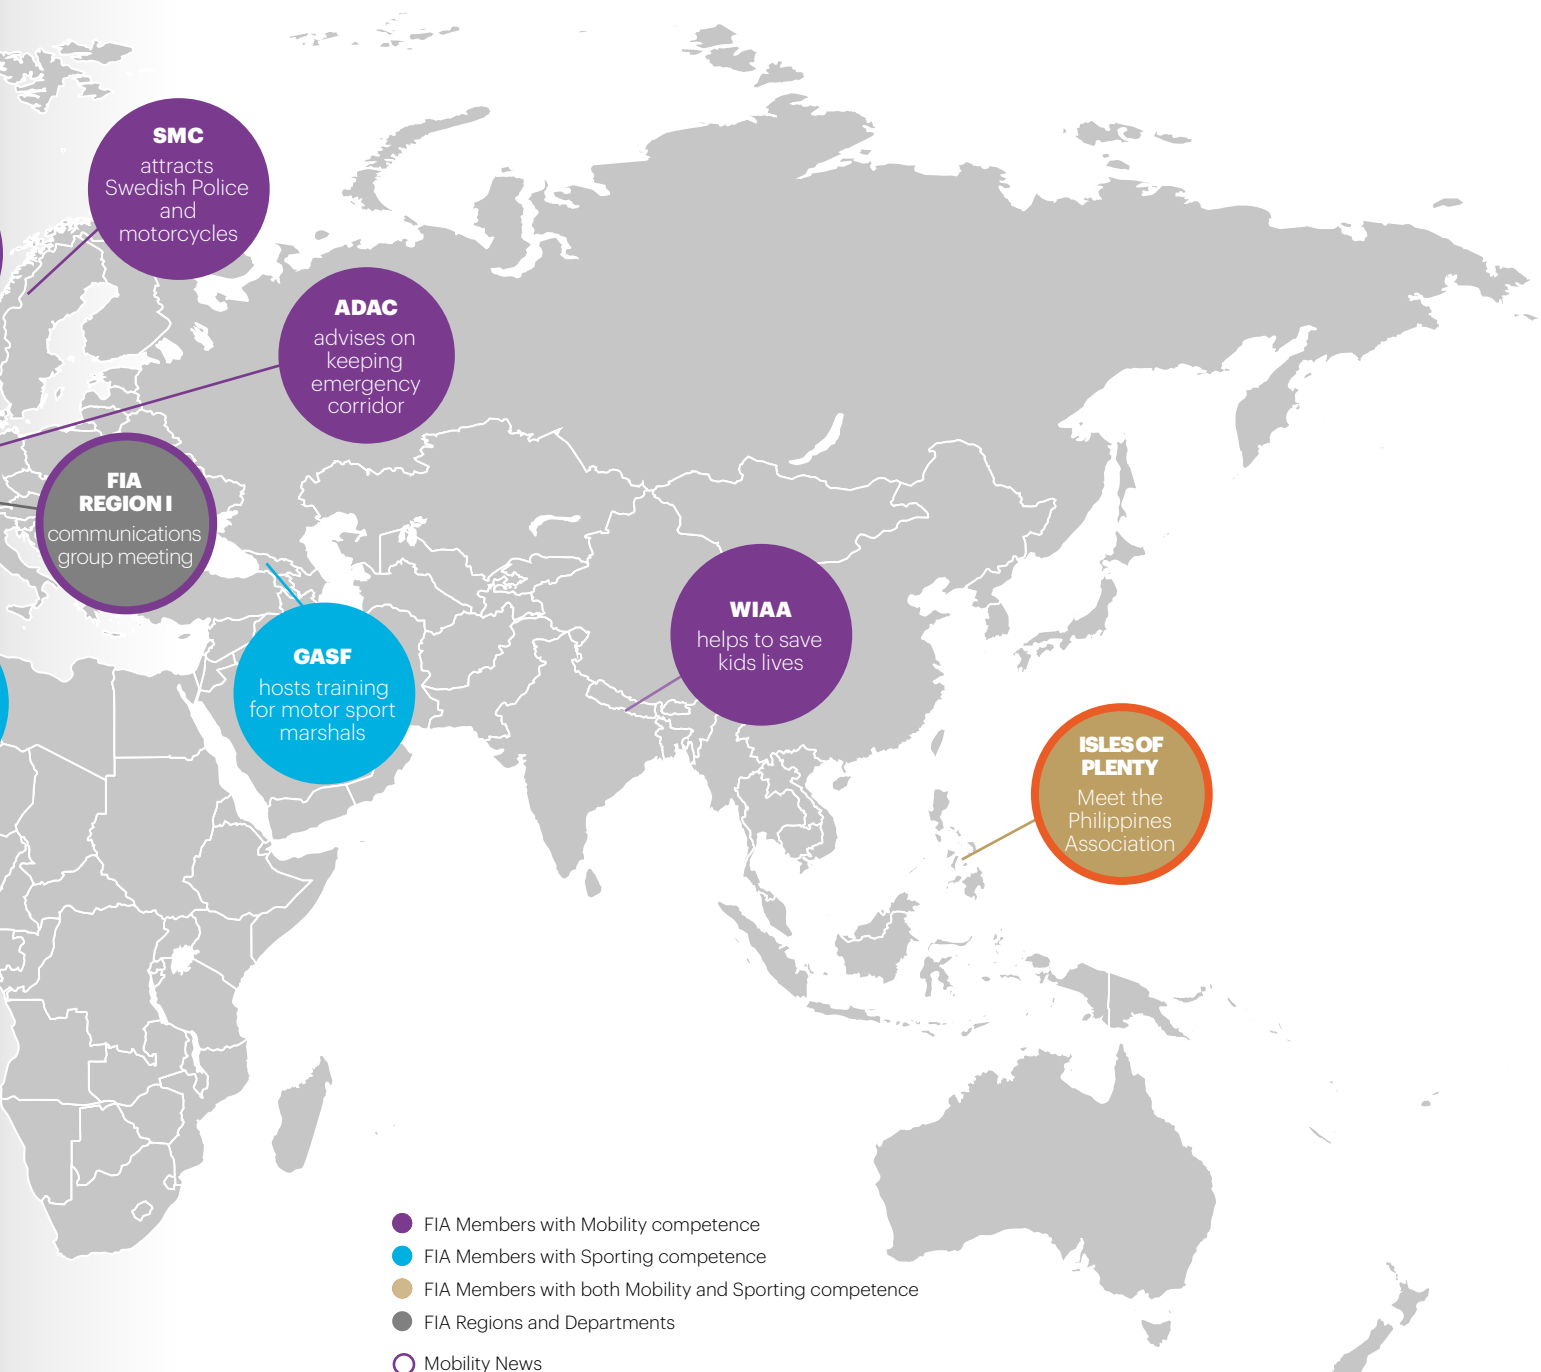 SMC
attracts
Swedish Police
and
motorcycles
ADAC
advises on
keeping
emergency
corridor
FIA
REGION I
communications
group meeting
WIAA
helps to save
kids lives
GASF
hosts training
for motor sport
marshals
ISLES OF
PLENTY
Meet the
Philippines
Association
FIA Members with Mobility competence
FIA Members with Sporting competence
FIA Members with both Mobility and Sporting competence
FIA Regions and Departments
Mobility News